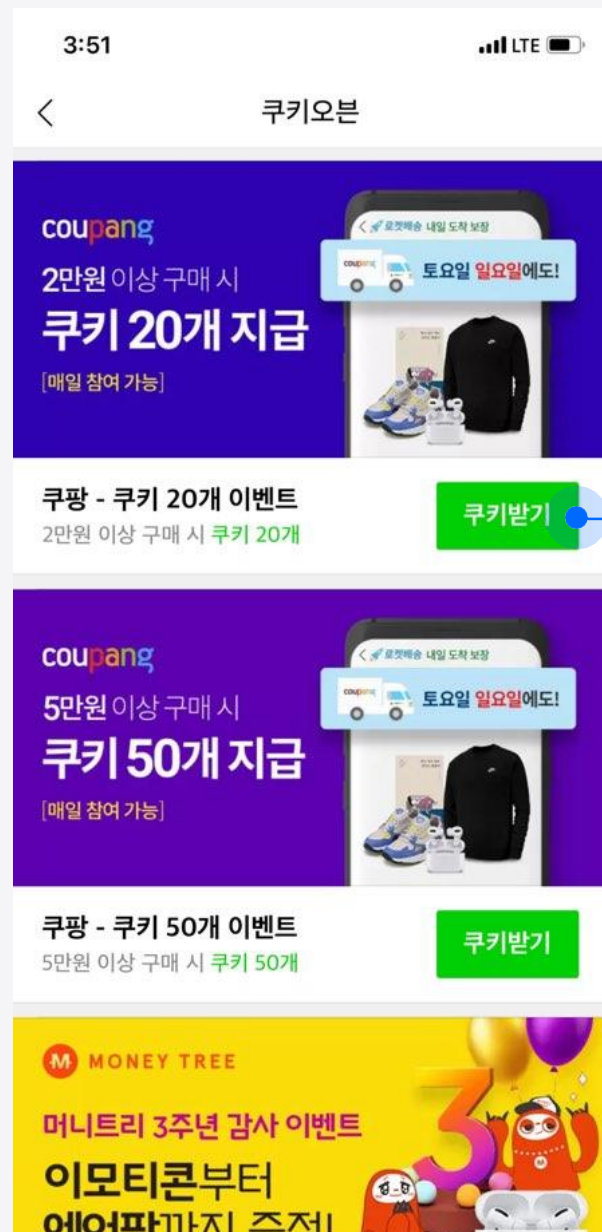 3:51
LTE
쿠키오븐
coupang
2만원 이상 구매 시
쿠키 20개 지급
[매일 참여 가능]
로켓배송 내일 도착 보장
coupang
토요일 일요일에도!
쿠팡 - 쿠키 20개 이벤트
2만원 이상 구매 시 쿠키 20개
쿠키받기
coupang
5만원 이상 구매 시
쿠키 50개 지급
[매일 참여 가능]
로켓배송 내일 도착 보장
coupang
토요일 일요일에도!
쿠팡 - 쿠키 50개 이벤트
5만원 이상 구매 시 쿠키 50개
쿠키받기
MONEY TREE
머니트리 3주년 감사 이벤트
3
이모티콘부터
에어팟까지 증정!